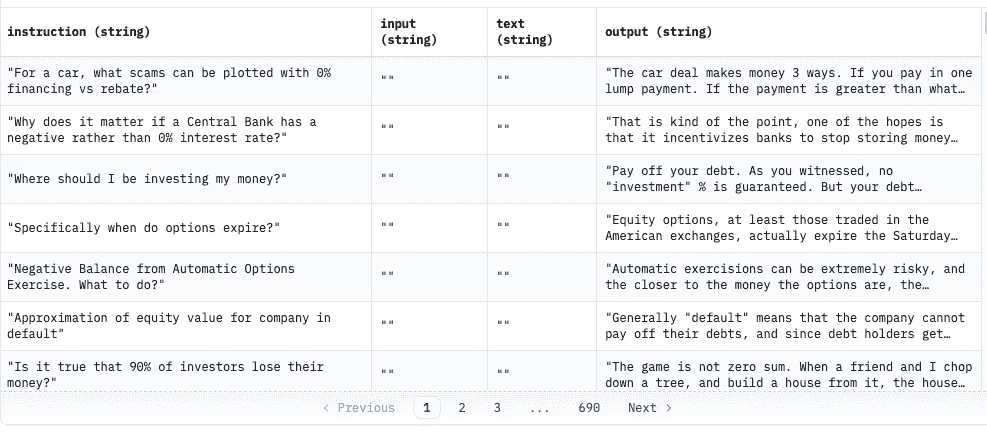 instruction (string)
input
(string)
text
(string)
output (string)
"For a car, what scams can be plotted with 0%
financing vs rebate?"
""
""
"The car deal makes money 3 ways. If you pay in one
lump payment. If the payment is greater than what…
"Why does it matter if a Central Bank has a
negative rather than 0% interest rate?"
""
""
"That is kind of the point, one of the hopes is
that it incentivizes banks to stop storing money…
"Where should I be investing my money?"
""
""
"Pay off your debt. As you witnessed, no
"investment" % is guaranteed. But your debt…
"Specifically when do options expire?"
""
""
"Equity options, at least those traded in the
American exchanges, actually expire the Saturday…
"Negative Balance from Automatic Options
Exercise. What to do?"
""
""
"Automatic exercisions can be extremely risky, and
the closer to the money the options are, the…
"Approximation of equity value for company in
default"
""
""
"Generally "default" means that the company cannot
pay off their debts, and since debt holders get…
"Is it true that 90% of investors lose their
money?"
""
""
"The game is not zero sum. When a friend and I chop
down a tree, and build a house from it, the house…
< Previous 1 2 3 ... 690 Next >